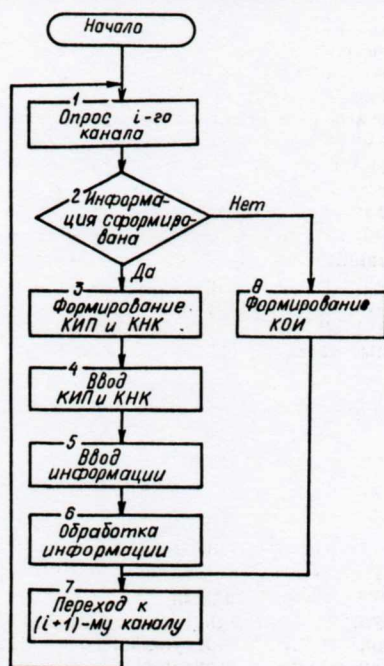 Начало
1
Опрос i-го
канала
2 Информа-
ция сформиро-
вана
Нет
Да
3
Формирование
КИП и КНК
8
Формирование
КОИ
4
Ввод
КИП и КНК
5
Ввод
информации
6
Обработка
информации
7
Переход к
(i+1)-му каналу